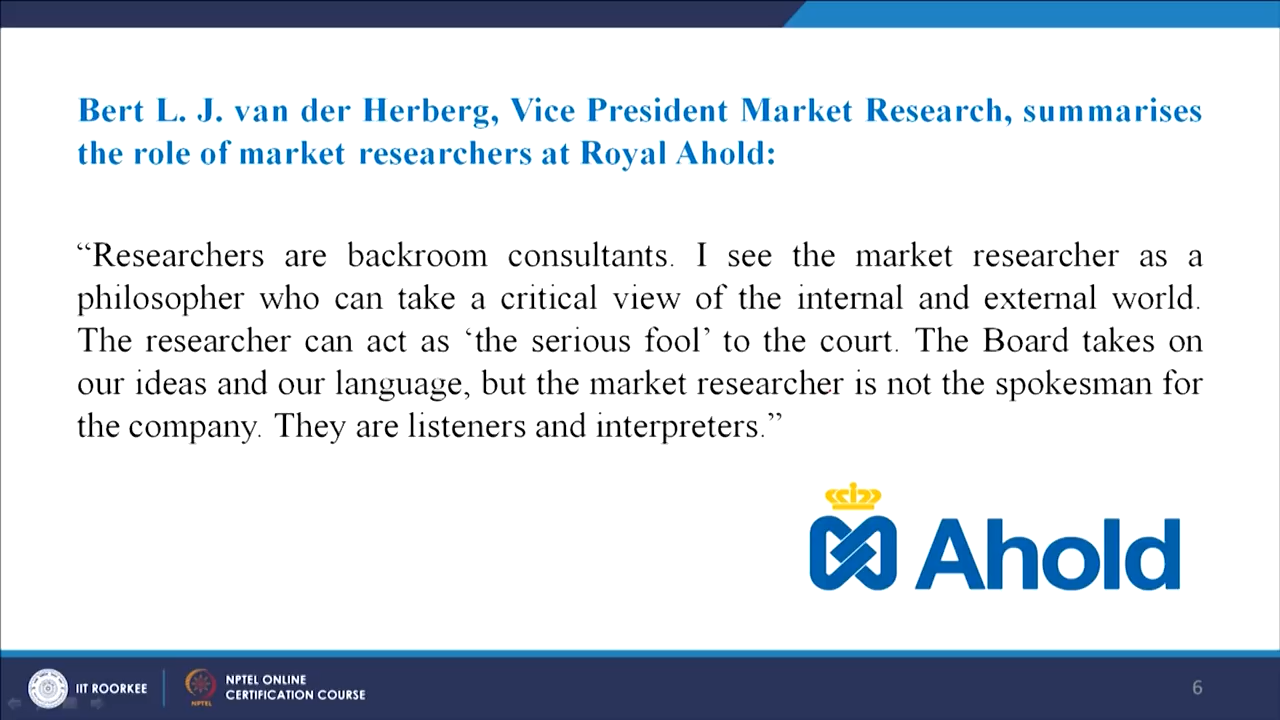 Bert L. J. van der Herberg, Vice President Market Research, summarises
the role of market researchers at Royal Ahold:
“Researchers are backroom consultants. I see the market researcher as a
philosopher who can take a critical view of the internal and external world.
The researcher can act as ‘the serious fool’ to the court. The Board takes on
our ideas and our language, but the market researcher is not the spokesman for
the company. They are listeners and interpreters.”
Ahold
IIT ROORKEE
NPTEL
NPTEL ONLINE
CERTIFICATION COURSE
6